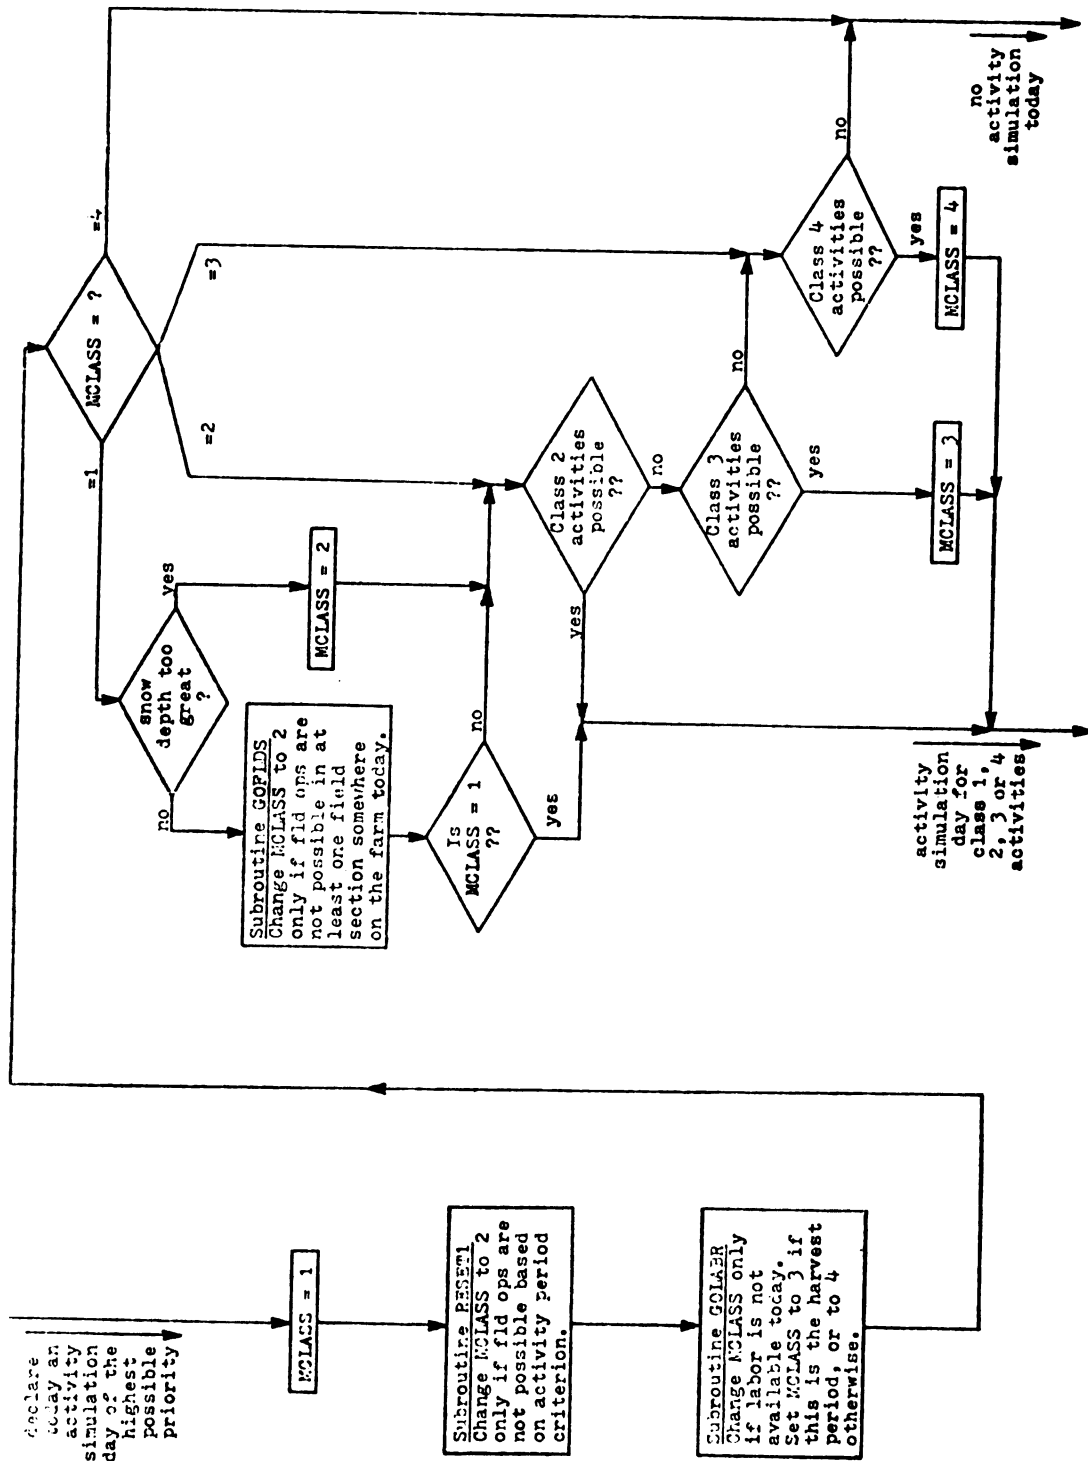 declare
today an
activity
simulation
day of the
highest
possible
priority
MCLASS = 1
Subroutine RESET1
Change MCLASS to 2
only if fld ops are
not possible based
on activity period
criterion.
Subroutine GOLABR
Change MCLASS only
if labor is not
available today.
Set MCLASS to 3 if
this is the harvest
period, or to 4
otherwise.
MCLASS = ?
=1
=2
=3
=4
snow
depth too
great
?
no
yes
MCLASS = 2
Subroutine GOFLDS
Change MCLASS to 2
only if fld ops are
not possible in at
least one field
section somewhere
on the farm today.
Is
MCLASS = 1
??
no
yes
Class 2
activities
possible
??
yes
no
Class 3
activities
possible
??
no
yes
MCLASS = 3
Class 4
activities
possible
??
no
yes
MCLASS = 4
activity
simulation
day for
class 1,
2, 3 or 4
activities
no
activity
simulation
today